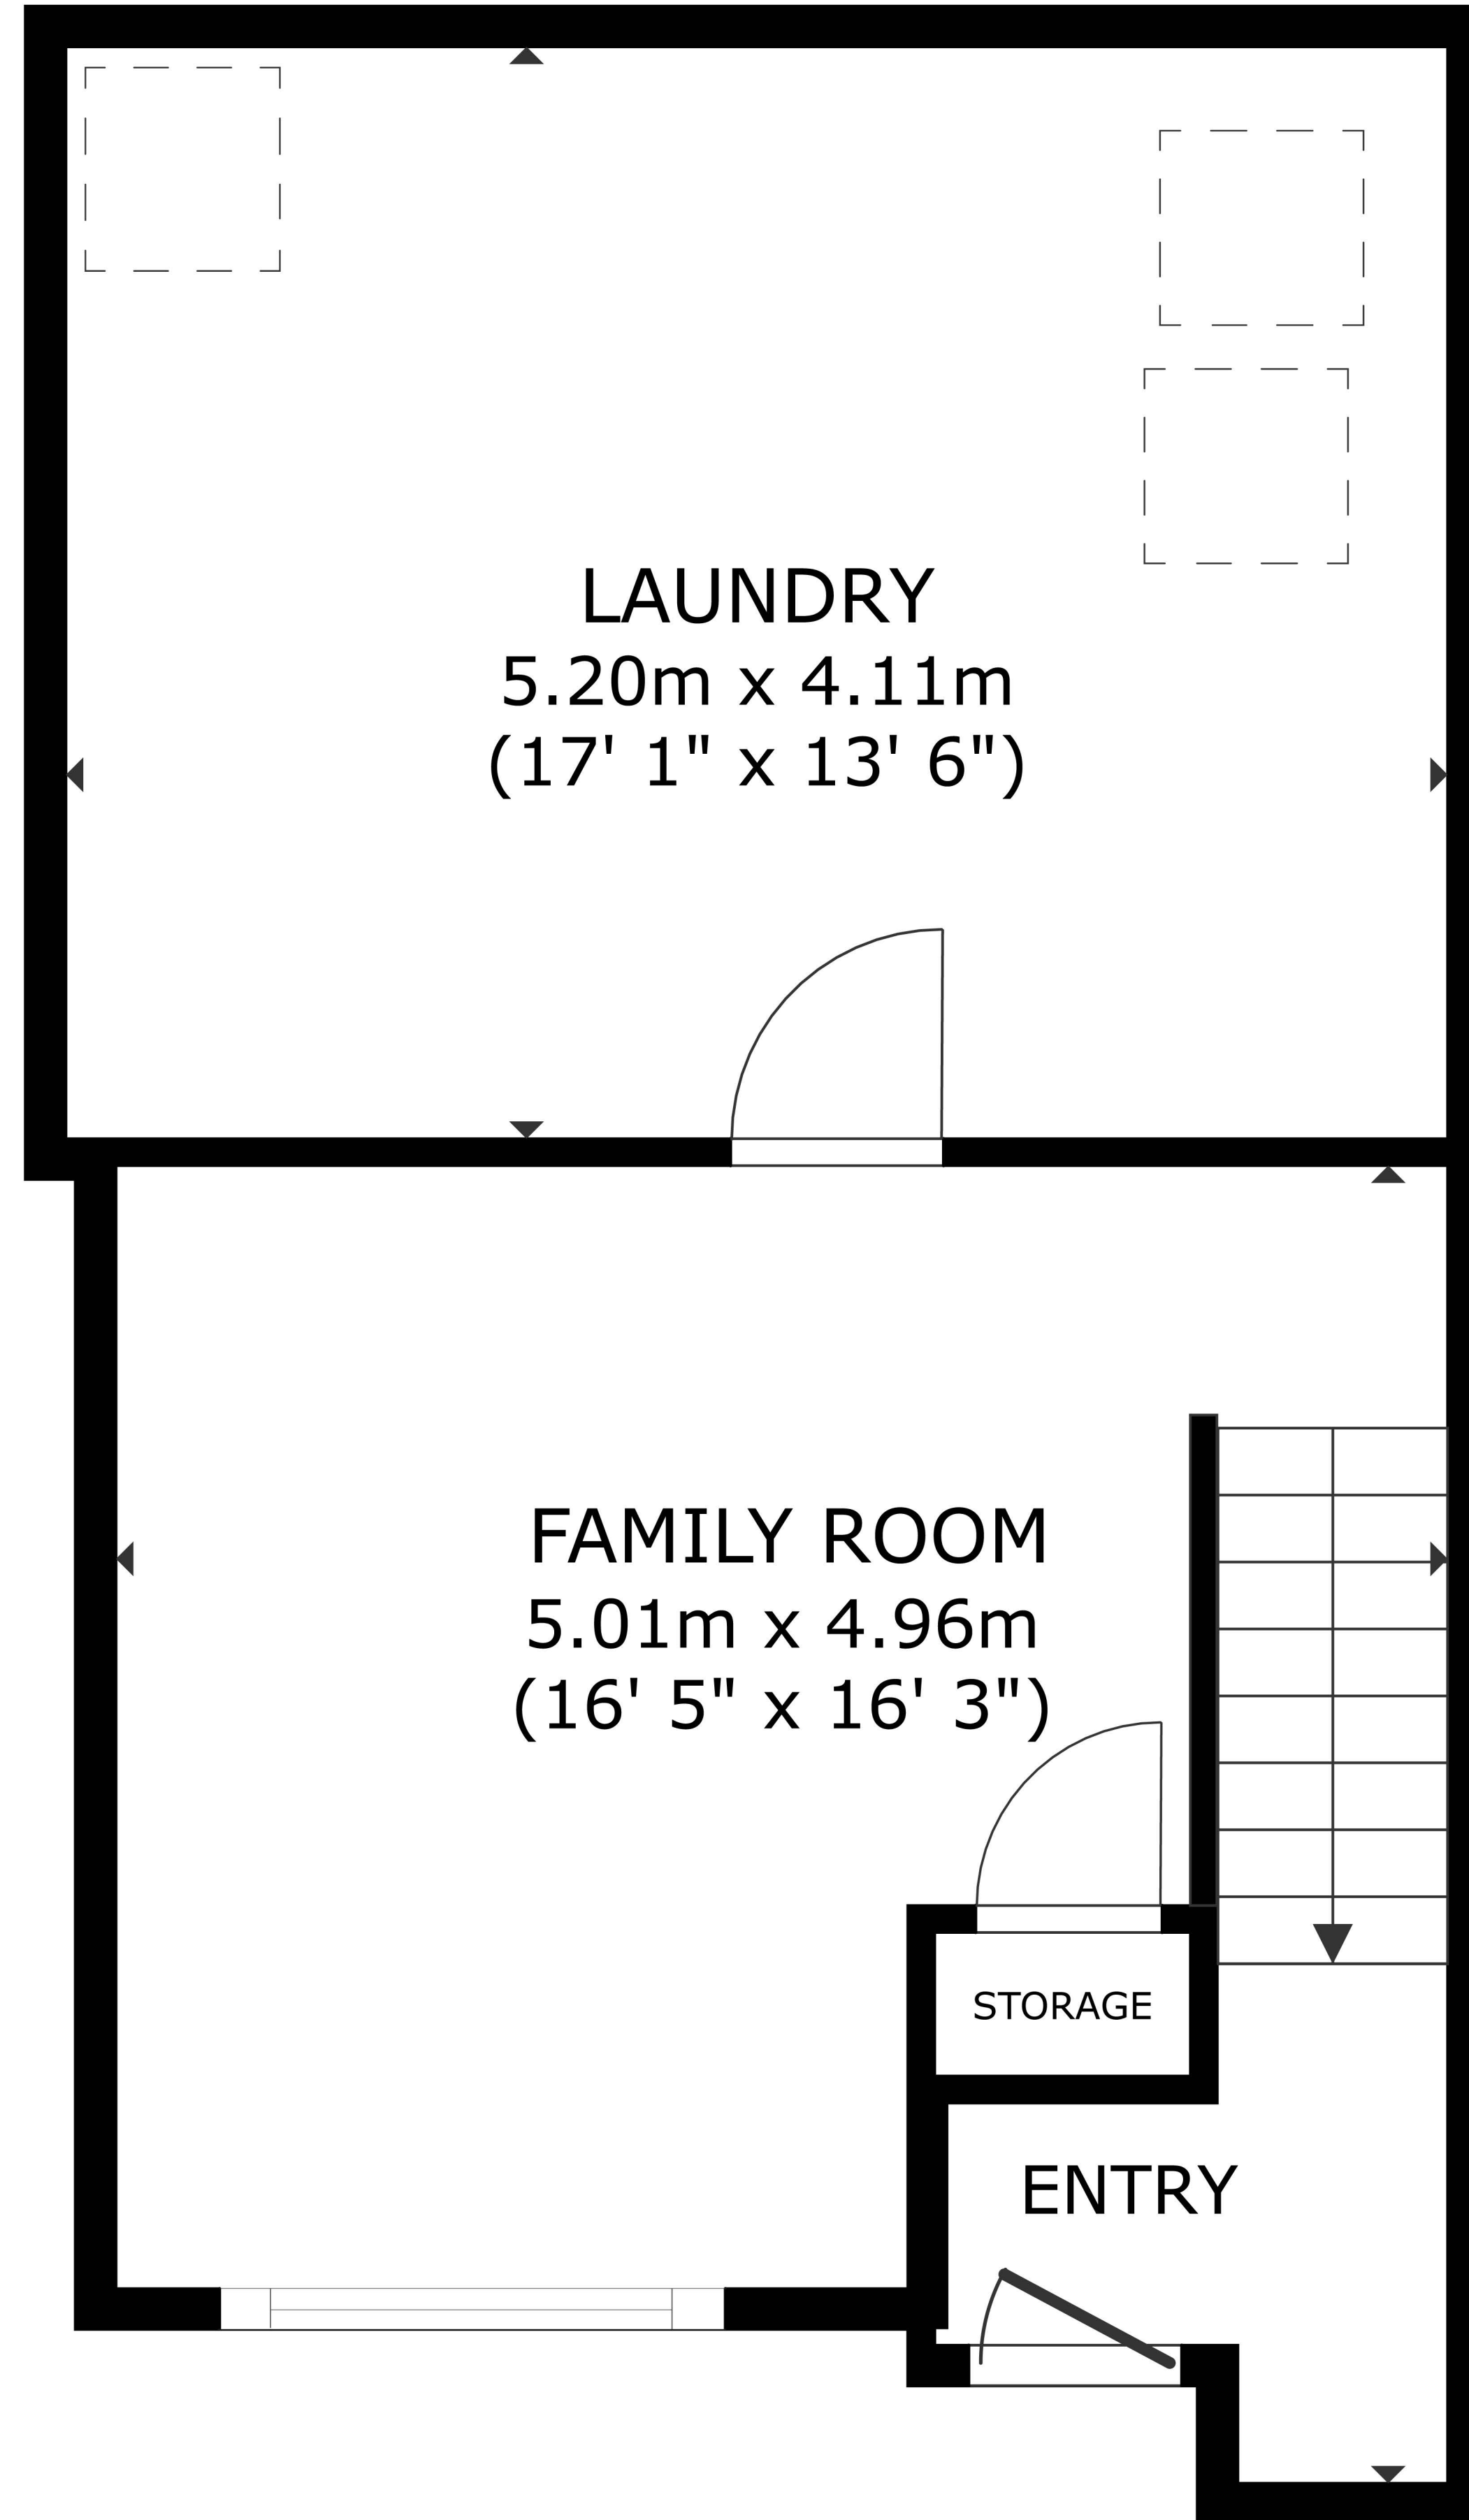 LAUNDRY
5.20m x 4.11m
(17' 1" x 13' 6")
FAMILY ROOM
5.01m x 4.96m
(16' 5" x 16' 3")
STORAGE
ENTRY